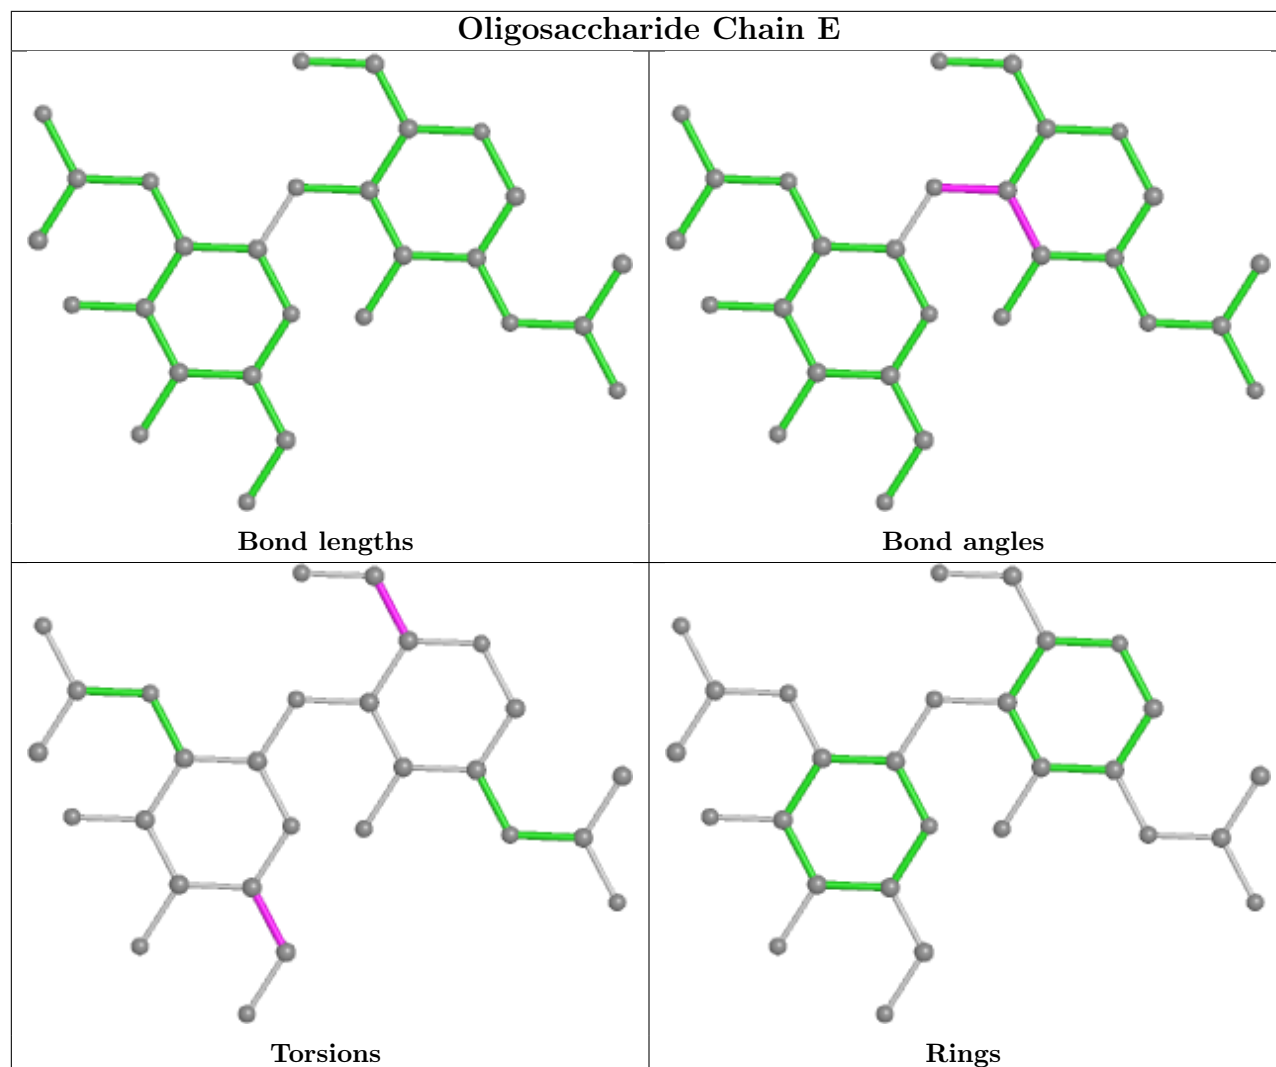 Oligosaccharide Chain E
Bond lengths
Bond angles
Torsions
Rings